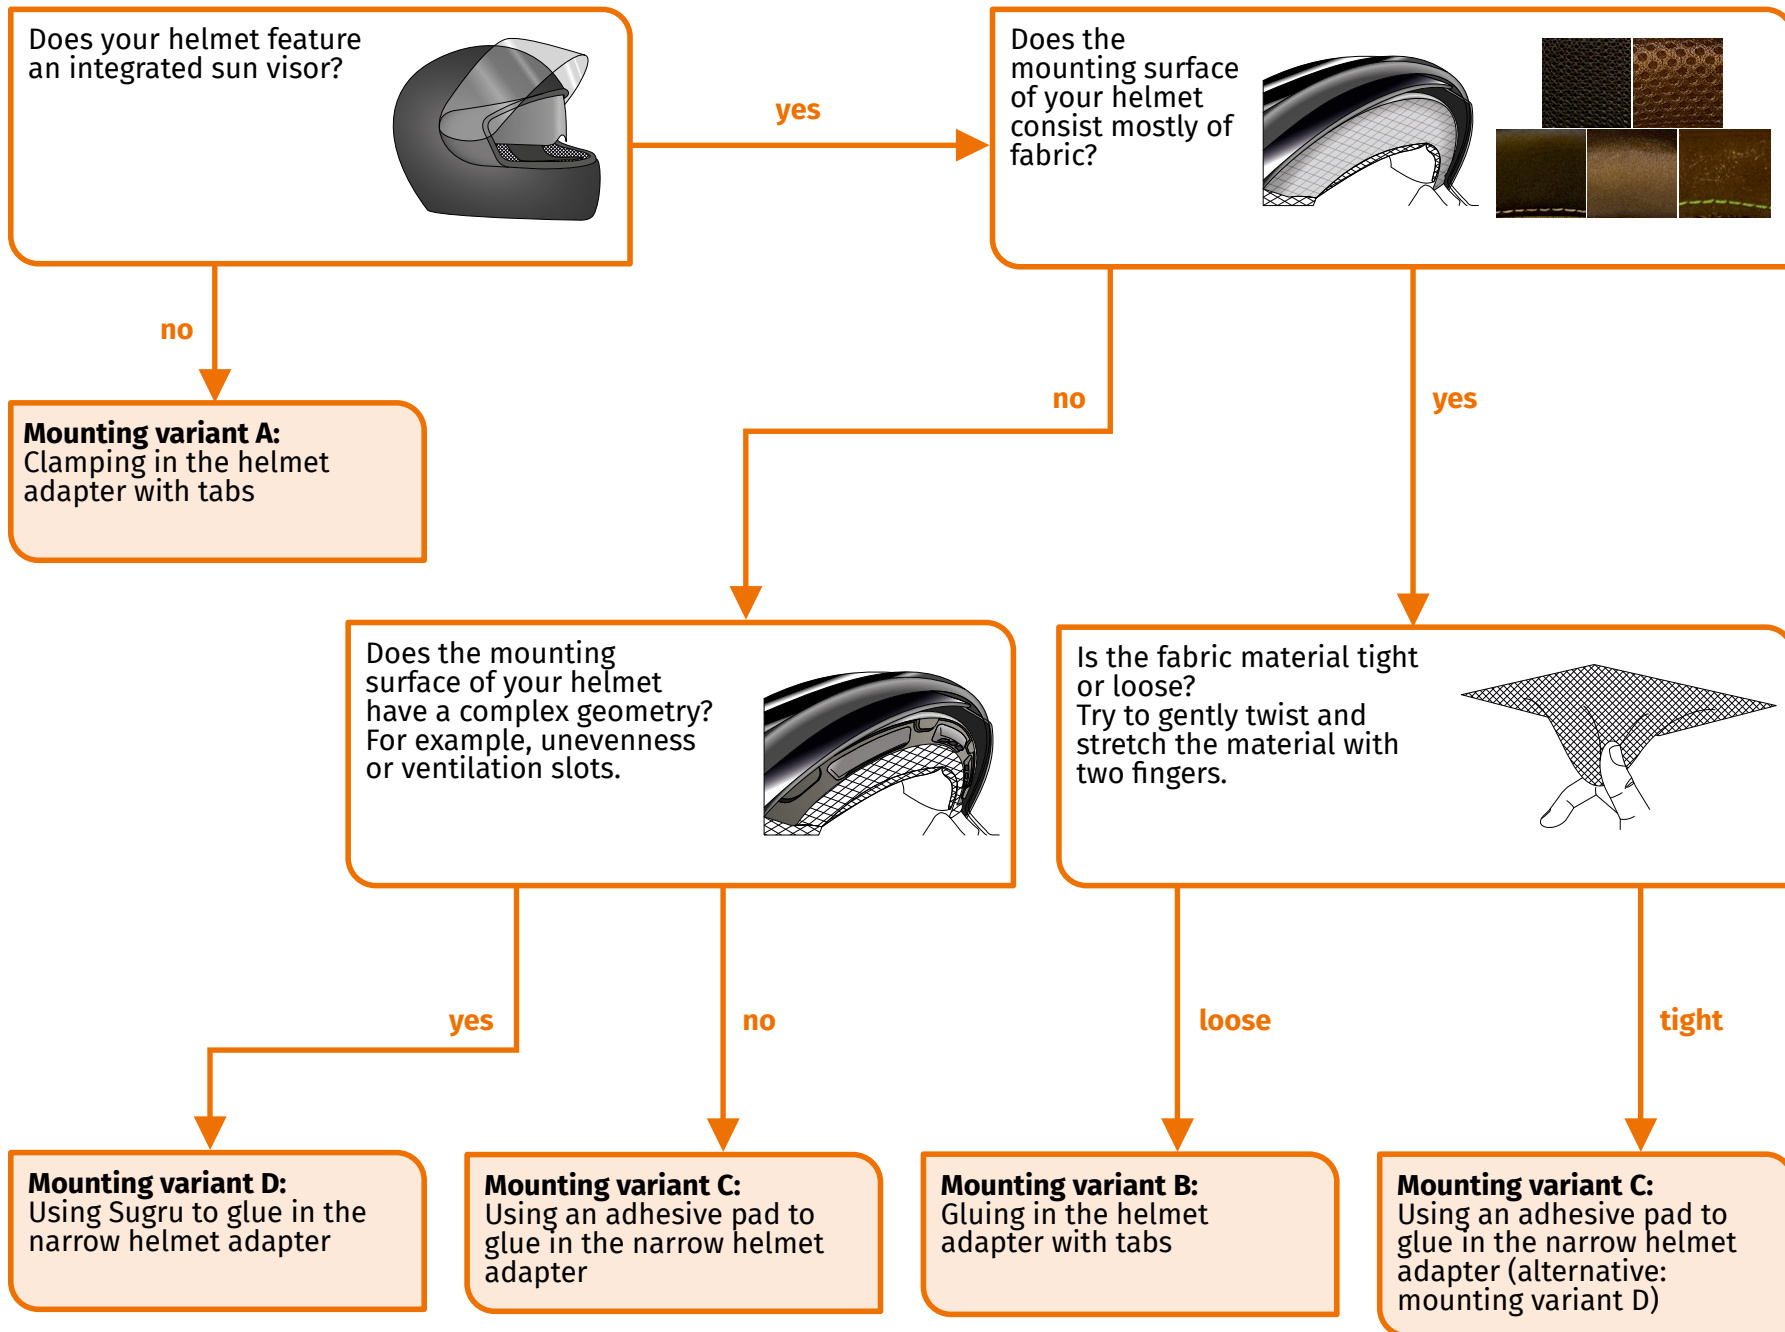 Does your helmet feature
an integrated sun visor?
yes
Does the
mounting surface
of your helmet
consist mostly of
fabric?
no
no
yes
Mounting variant A:
Clamping in the helmet
adapter with tabs
Does the mounting
surface of your helmet
have a complex geometry?
For example, unevenness
or ventilation slots.
Is the fabric material tight
or loose?
Try to gently twist and
stretch the material with
two fingers.
yes
no
loose
tight
Mounting variant D:
Using Sugru to glue in the
narrow helmet adapter
Mounting variant C:
Using an adhesive pad to
glue in the narrow helmet
adapter
Mounting variant B:
Gluing in the helmet
adapter with tabs
Mounting variant C:
Using an adhesive pad to
glue in the narrow helmet
adapter (alternative:
mounting variant D)